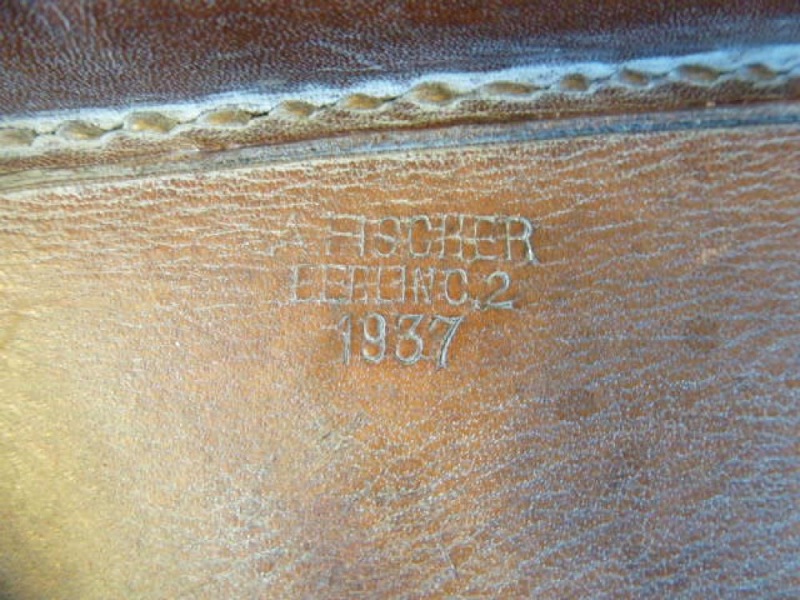 A FISCHER
BERLIN C.2
1937